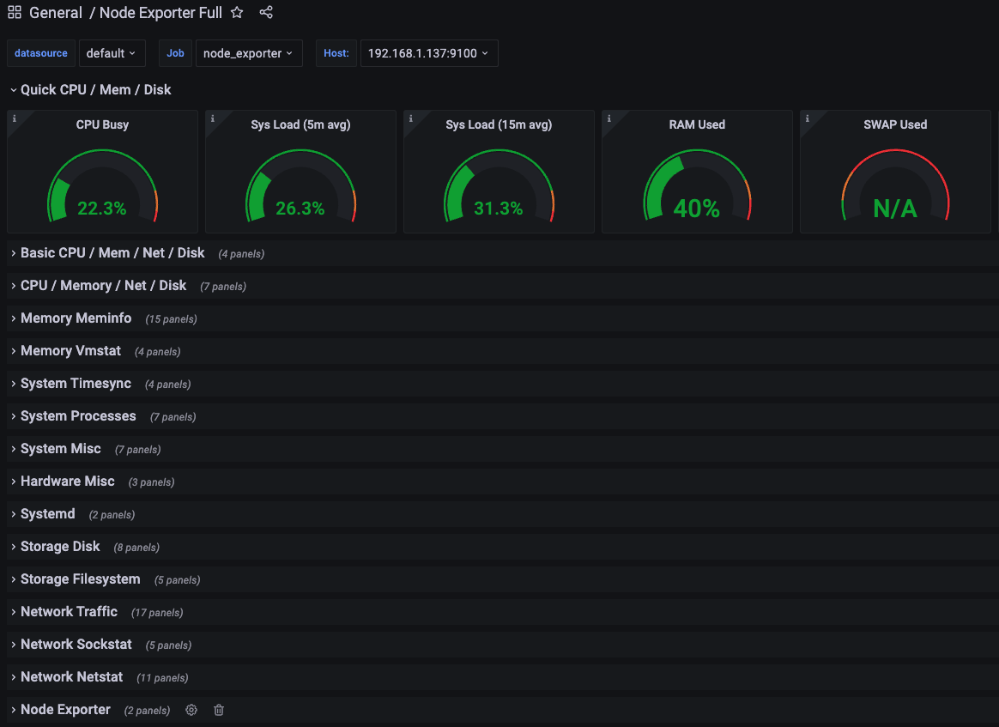 General / Node Exporter Full
datasource default Job node_exporter Host: 192.168.1.137:9100
Quick CPU / Mem / Disk
CPU Busy
22.3%
Sys Load (5m avg)
26.3%
Sys Load (15m avg)
31.3%
RAM Used
40%
SWAP Used
N/A
Basic CPU / Mem / Net / Disk (4 panels)
CPU / Memory / Net / Disk (7 panels)
Memory Meminfo (15 panels)
Memory Vmstat (4 panels)
System Timesync (4 panels)
System Processes (7 panels)
System Misc (7 panels)
Hardware Misc (3 panels)
Systemd (2 panels)
Storage Disk (8 panels)
Storage Filesystem (5 panels)
Network Traffic (17 panels)
Network Sockstat (5 panels)
Network Netstat (11 panels)
Node Exporter (2 panels)